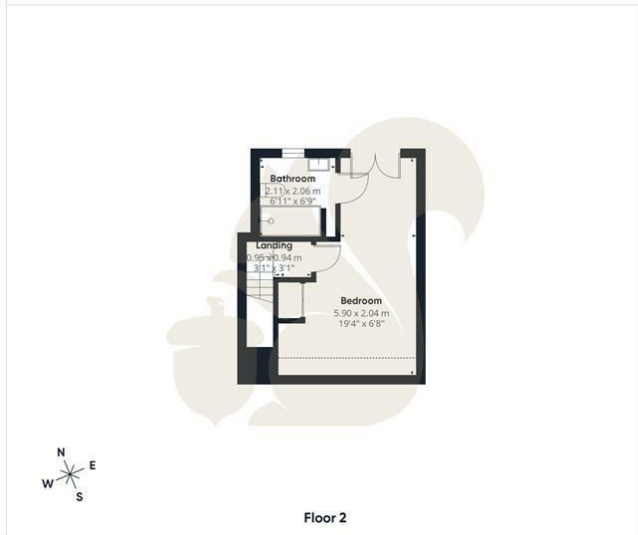 Bathroom
2.11 x 2.06 m
6'11" x 6'9"
Landing
0.95 x 0.94 m
3'1" x 3'1"
Bedroom
5.90 x 2.04 m
19'4" x 6'8"
N
E
W
S
Floor 2